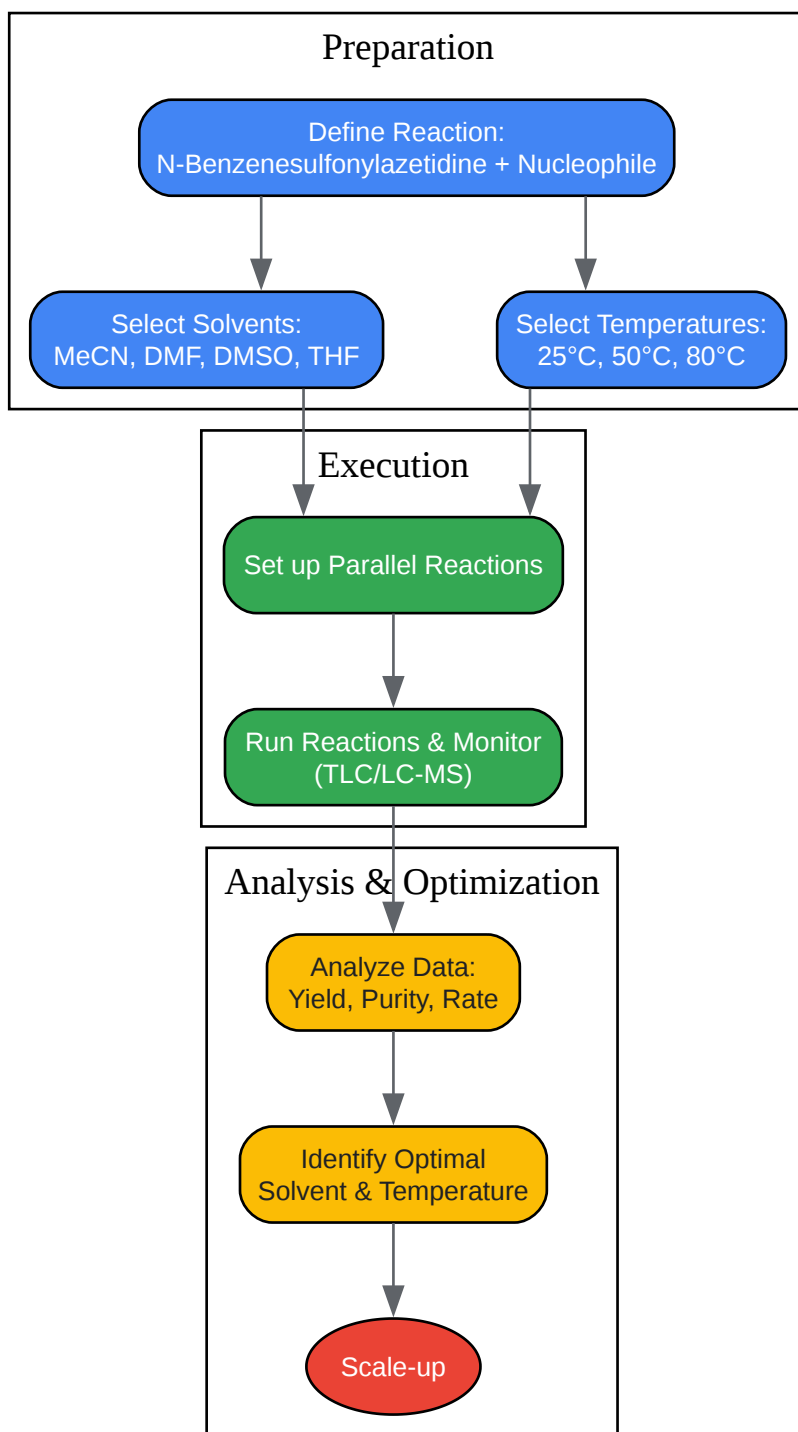 Preparation
Define Reaction:
N-Benzenesulfonylazetidine + Nucleophile
Select Solvents:
MeCN, DMF, DMSO, THF
Select Temperatures:
25°C, 50°C, 80°C
Execution
Set up Parallel Reactions
Run Reactions & Monitor
(TLC/LC-MS)
Analysis & Optimization
Analyze Data:
Yield, Purity, Rate
Identify Optimal
Solvent & Temperature
Scale-up